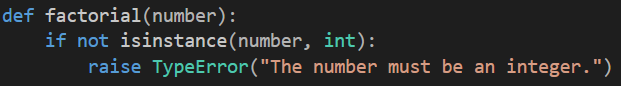 def factorial(number):
    if not isinstance(number, int):
        raise TypeError("The number must be an integer.")